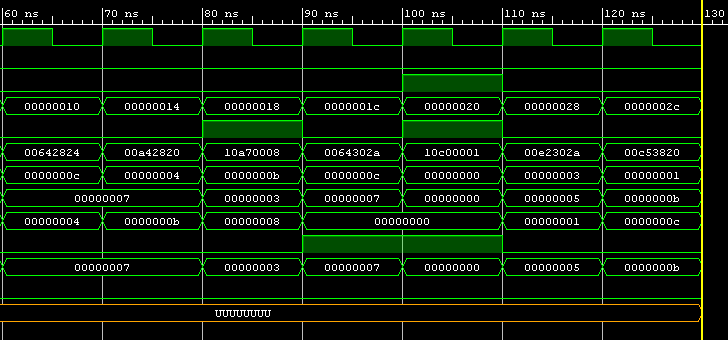 60 ns 70 ns 80 ns 90 ns 100 ns 110 ns 120 ns 130
00000010 00000014 00000018 0000001c 00000020 00000028 0000002c
00642824 00a42820 10a70008 0064302a 10c00001 00e2302a 00c53820
0000000c 00000004 0000000b 0000000c 00000000 00000003 00000001
00000007 00000003 00000007 00000000 00000005 0000000b
00000004 0000000b 00000008 00000000 00000001 0000000c
00000007 00000003 00000007 00000000 00000005 0000000b
UUUUUUUU